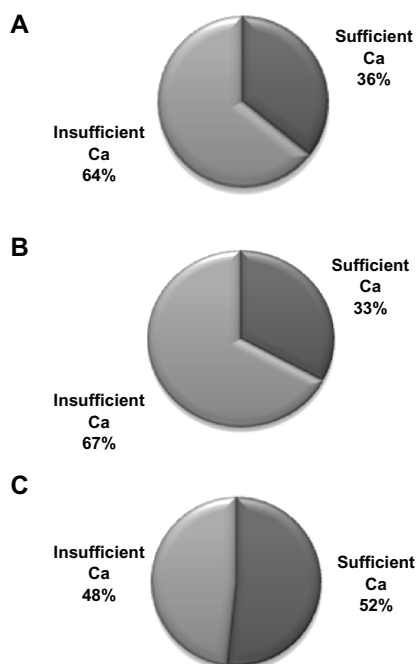 A
Sufficient
Ca
36%
Insufficient
Ca
64%
B
Sufficient
Ca
33%
Insufficient
Ca
67%
C
Insufficient
Ca
48%
Sufficient
Ca
52%